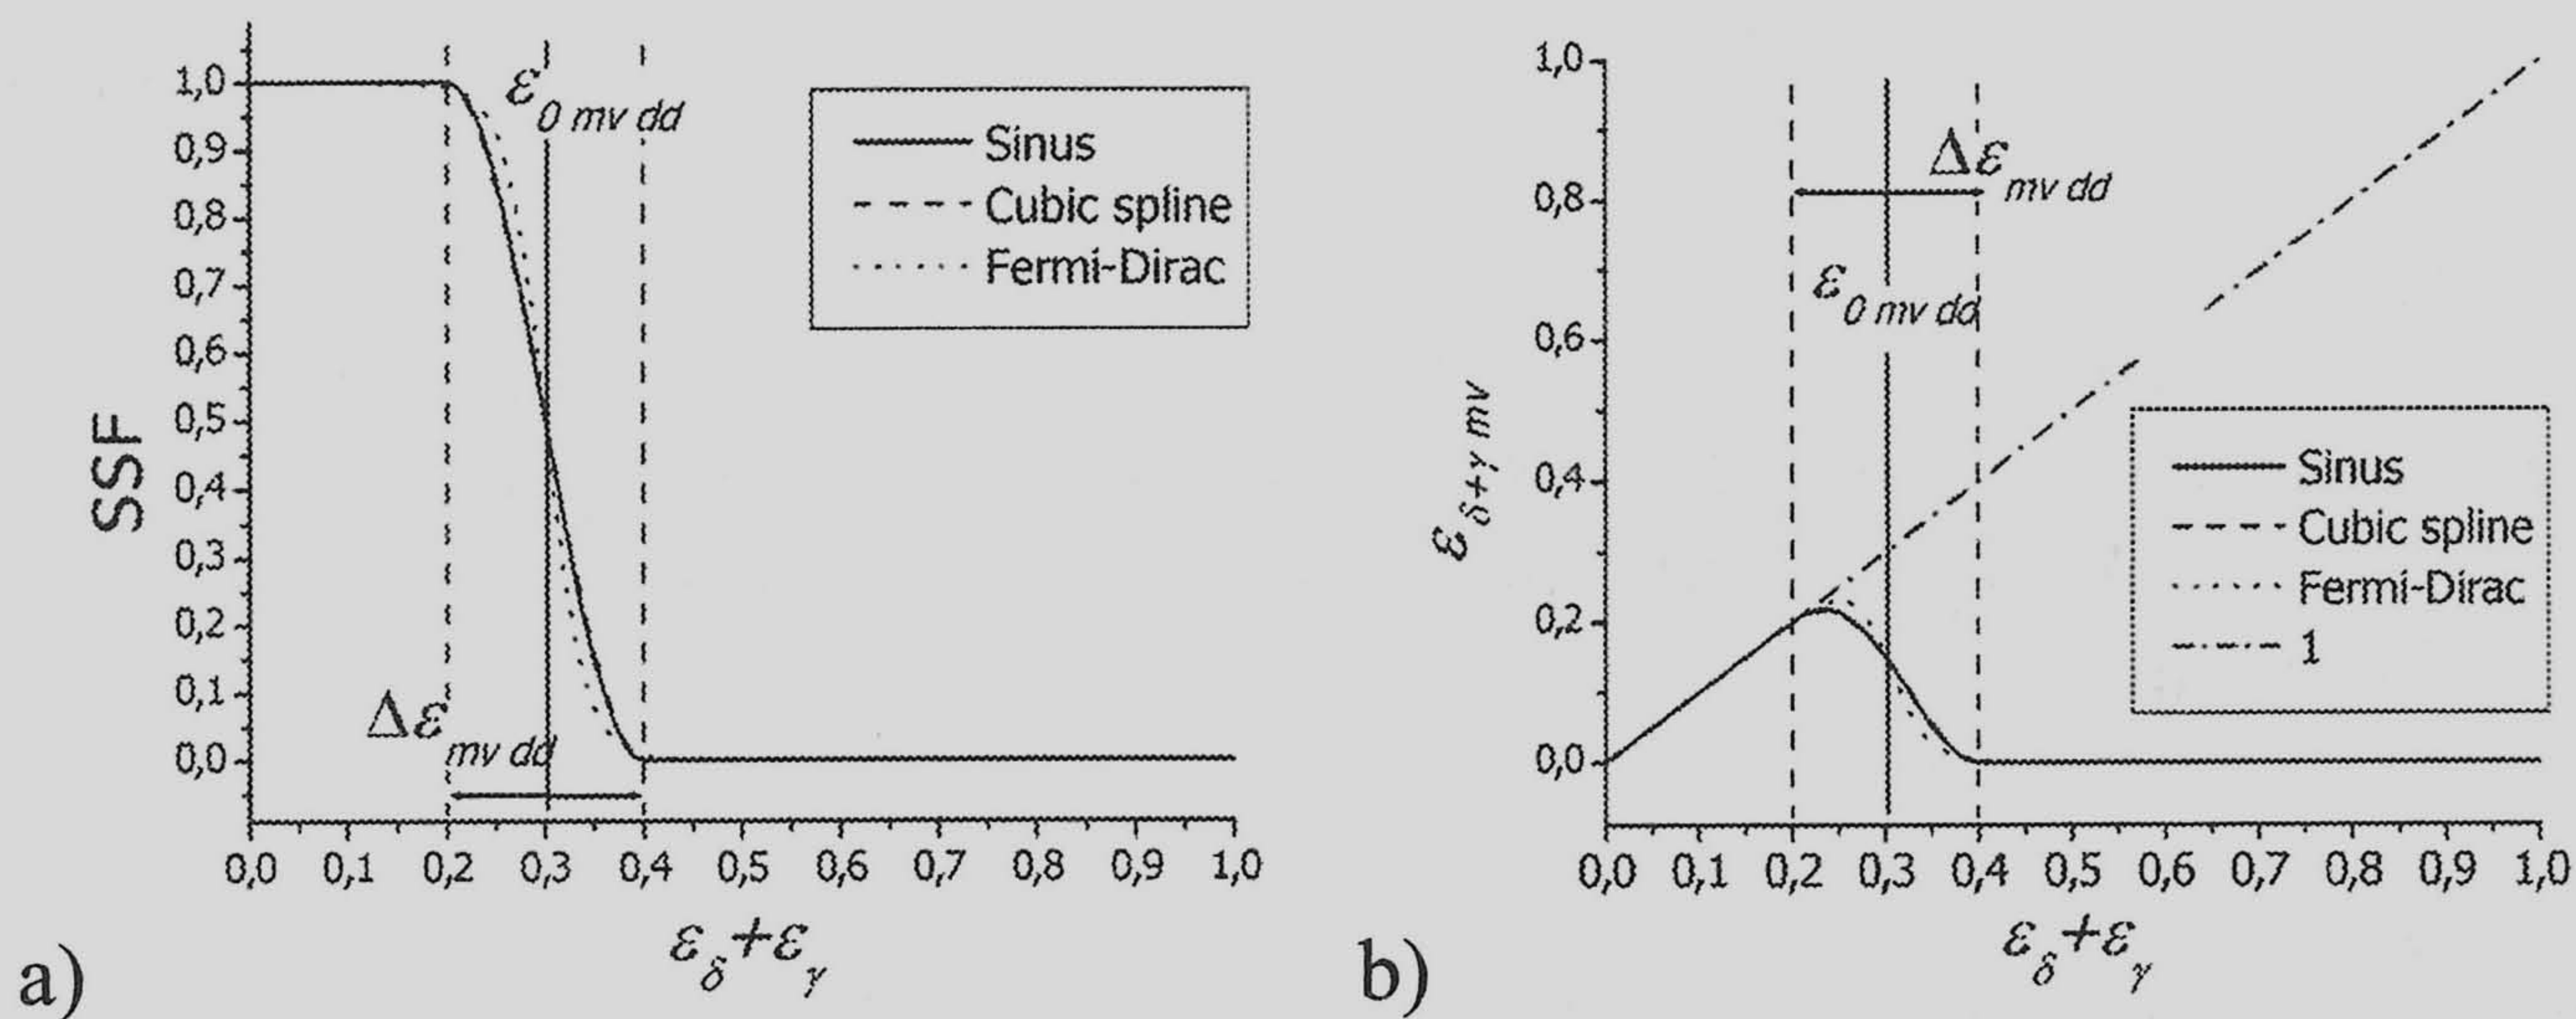 1,0
0,9
0,8
0,7
0,6
0,5
0,4
0,3
0,2
0,1
0,0
SSF
ε0 mv dd
Sinus
Cubic spline
Fermi-Dirac
Δεmv dd
0,0 0,1 0,2 0,3 0,4 0,5 0,6 0,7 0,8 0,9 1,0
εδ+εγ
a)
1,0
0,8
0,6
0,4
0,2
0,0
εδ+γ mv
Δεmv dd
ε0 mv dd
Sinus
Cubic spline
Fermi-Dirac
1
0,0 0,1 0,2 0,3 0,4 0,5 0,6 0,7 0,8 0,9 1,0
εδ+εγ
b)